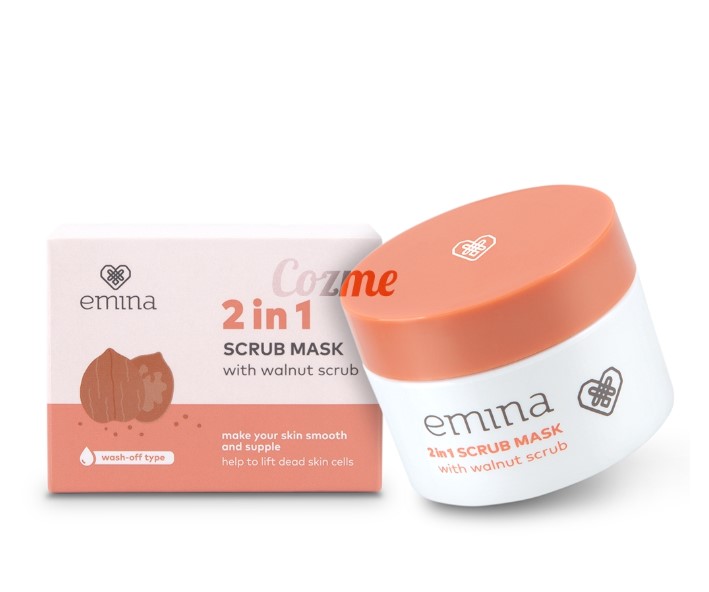 Cozme
emina
2 in 1
SCRUB MASK
with walnut scrub
make your skin smooth
and supple
help to lift dead skin cells
wash-off type
emina
2 in 1 SCRUB MASK
with walnut scrub